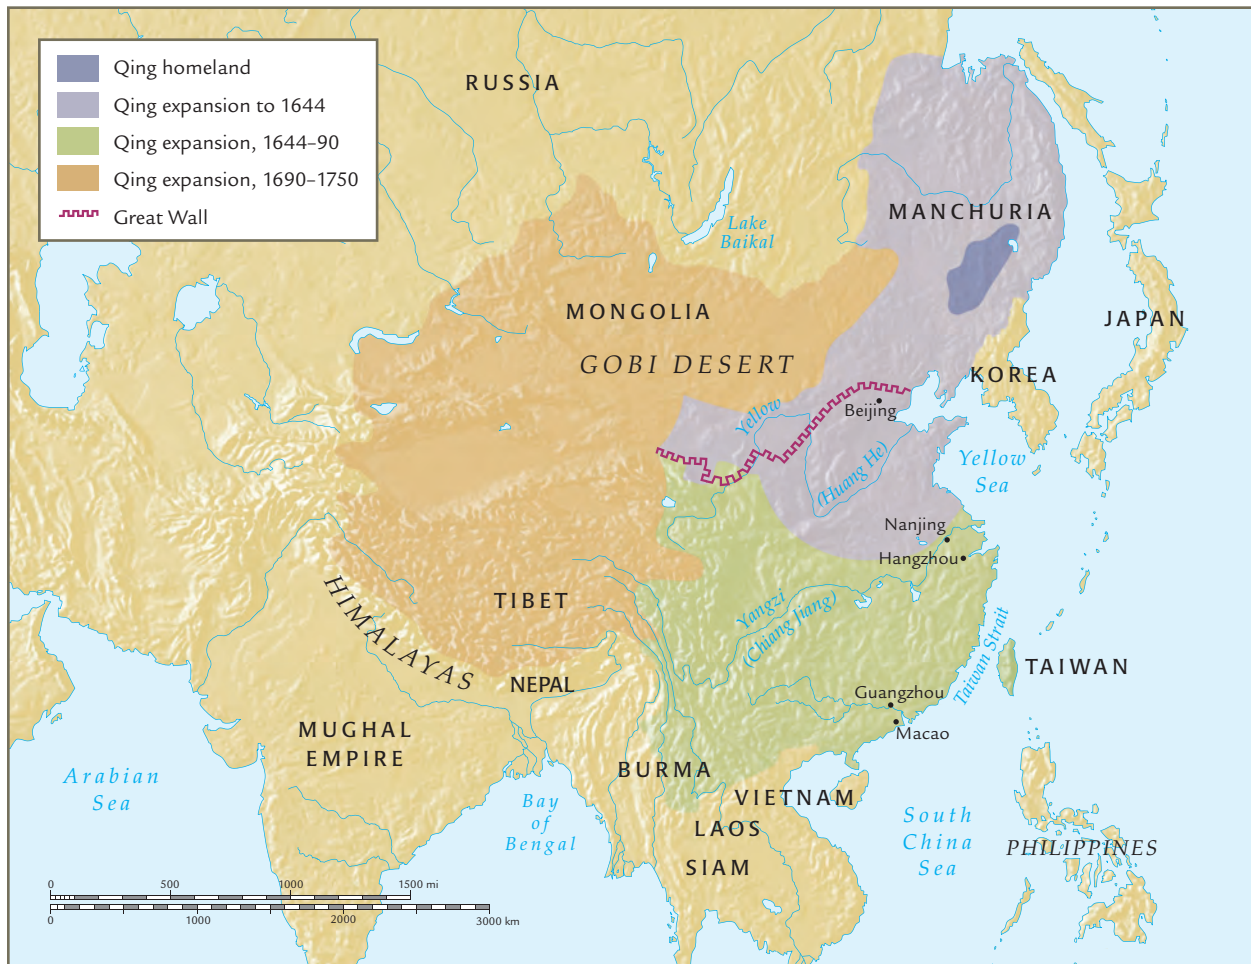 Qing homeland
Qing expansion to 1644
Qing expansion, 1644–90
Qing expansion, 1690–1750
Great Wall
RUSSIA
Lake
Baikal
MANCHURIA
MONGOLIA
GOBI DESERT
JAPAN
KOREA
Beijing
Yellow
(Huang He)
Yellow
Sea
Nanjing
Hangzhou
HIMALAYAS
TIBET
Yangzi
(Chiang Jiang)
Taiwan Strait
TAIWAN
NEPAL
Guangzhou
Macao
MUGHAL
EMPIRE
BURMA
VIETNAM
LAOS
SIAM
Arabian
Sea
Bay
of
Bengal
South
China
Sea
PHILIPPINES
0 500 1000 1500 mi
0 1000 2000 3000 km